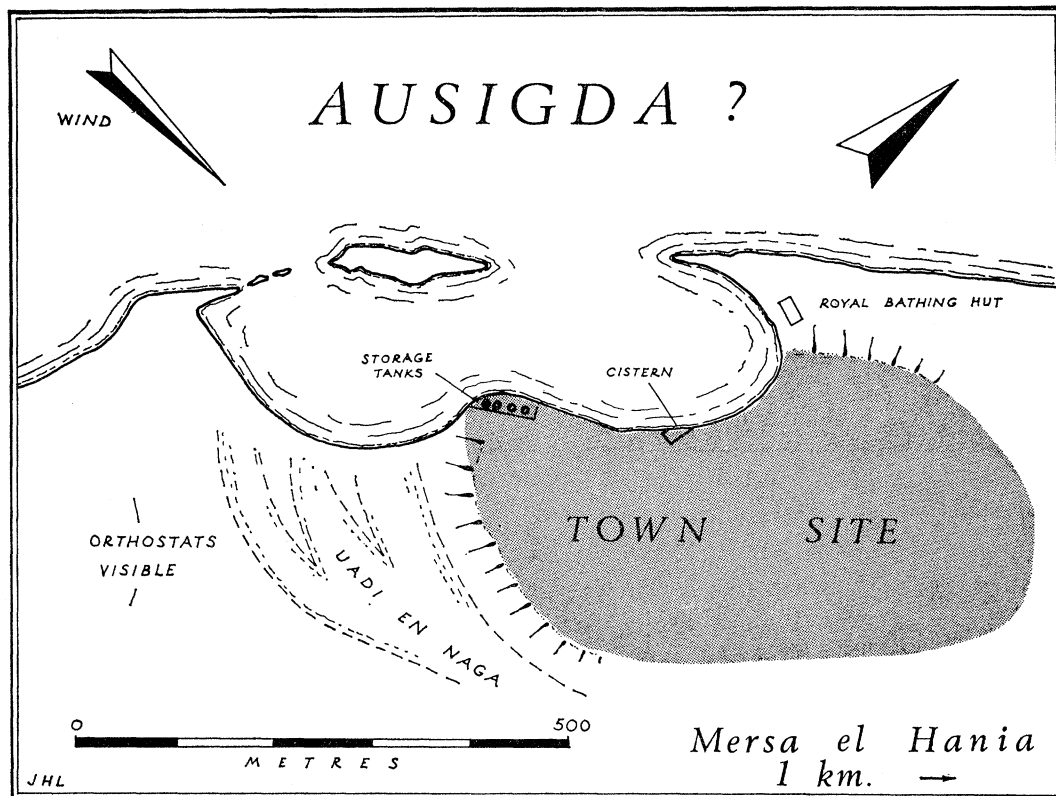 WIND
AUSIGDA ?
ROYAL BATHING HUT
STORAGE
TANKS
CISTERN
TOWN SITE
ORTHOSTATS
VISIBLE
UADI EN NAGA
0 500
METRES
Mersa el Hania
1 km. →
JHL